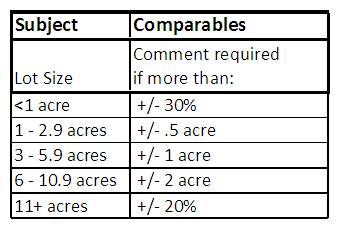 Subject Comparables
Comment required
Lot Size if more than:
<1 acre +/- 30%
1 - 2.9 acres +/- .5 acre
3 - 5.9 acres +/- 1 acre
6 - 10.9 acres +/- 2 acre
11+ acres +/- 20%